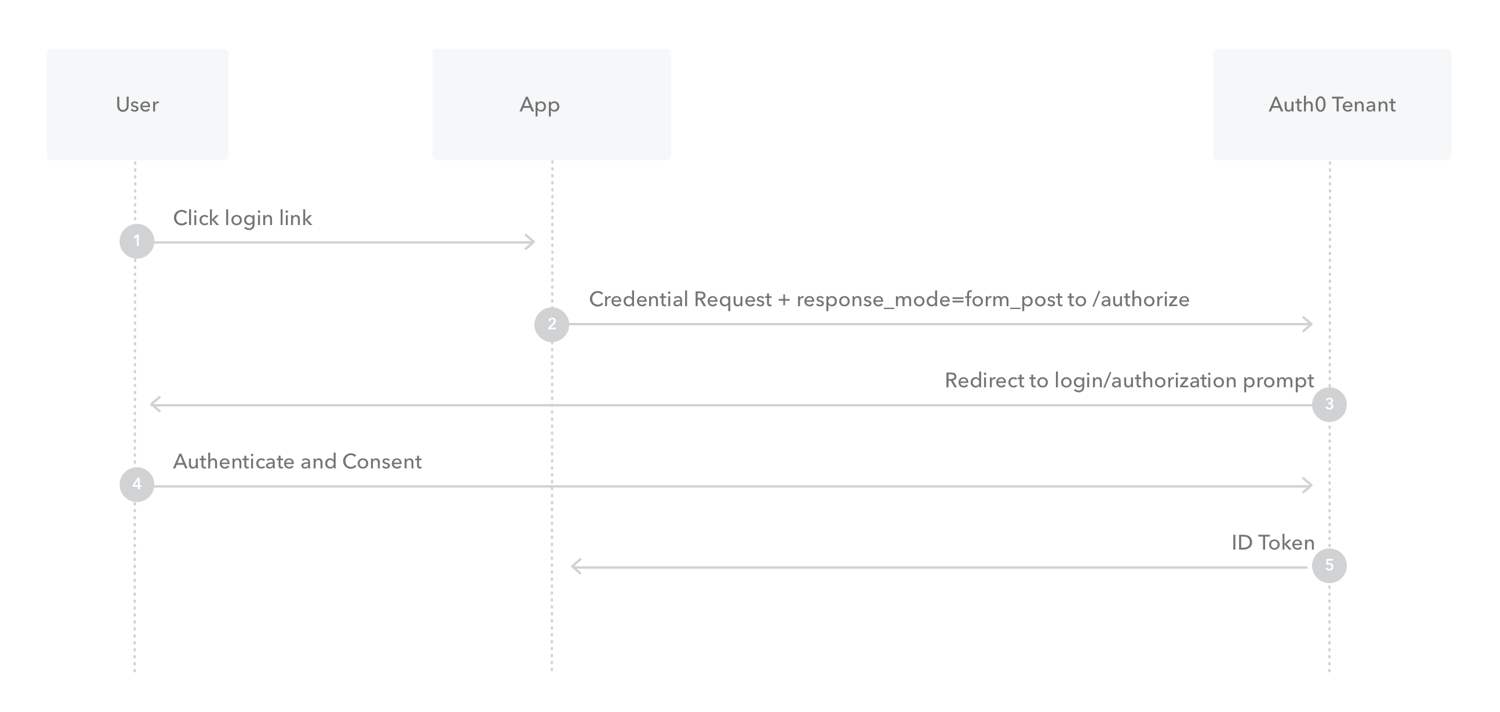 User
App
Auth0 Tenant
Click login link
1
Credential Request + response_mode=form_post to /authorize
2
Redirect to login/authorization prompt
3
Authenticate and Consent
4
ID Token
5